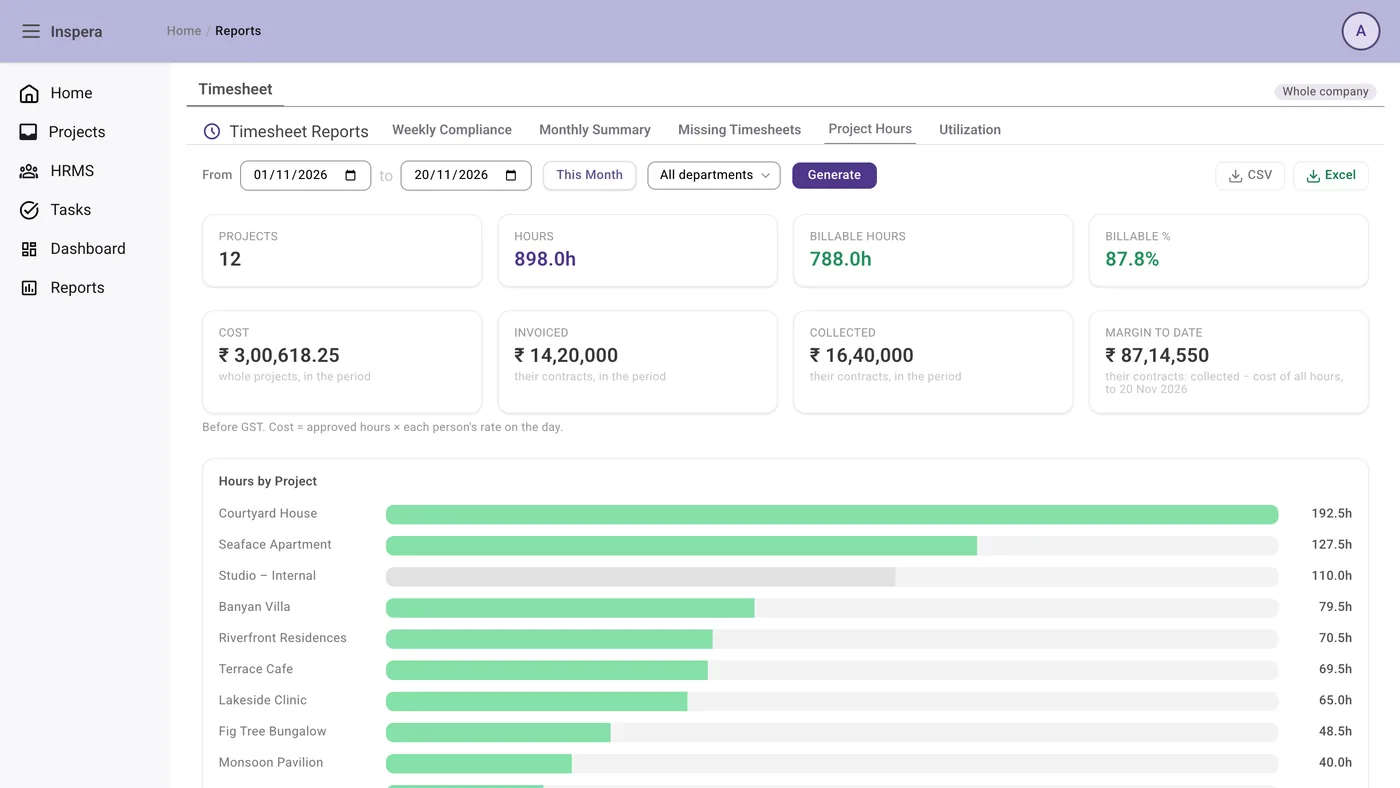 Inspera
Home / Reports
A
Home
Projects
HRMS
Tasks
Dashboard
Reports
Timesheet
Whole company
Timesheet Reports
Weekly Compliance
Monthly Summary
Missing Timesheets
Project Hours
Utilization
From 01/11/2026 to 20/11/2026 This Month All departments Generate CSV Excel
PROJECTS
12
HOURS
898.0h
BILLABLE HOURS
788.0h
BILLABLE %
87.8%
COST
₹ 3,00,618.25
whole projects, in the period
INVOICED
₹ 14,20,000
their contracts, in the period
COLLECTED
₹ 16,40,000
their contracts, in the period
MARGIN TO DATE
₹ 87,14,550
their contracts: collected − cost of all hours,
to 20 Nov 2026
Before GST. Cost = approved hours × each person's rate on the day.
Hours by Project
Courtyard House 192.5h
Seaface Apartment 127.5h
Studio – Internal 110.0h
Banyan Villa 79.5h
Riverfront Residences 70.5h
Terrace Cafe 69.5h
Lakeside Clinic 65.0h
Fig Tree Bungalow 48.5h
Monsoon Pavilion 40.0h